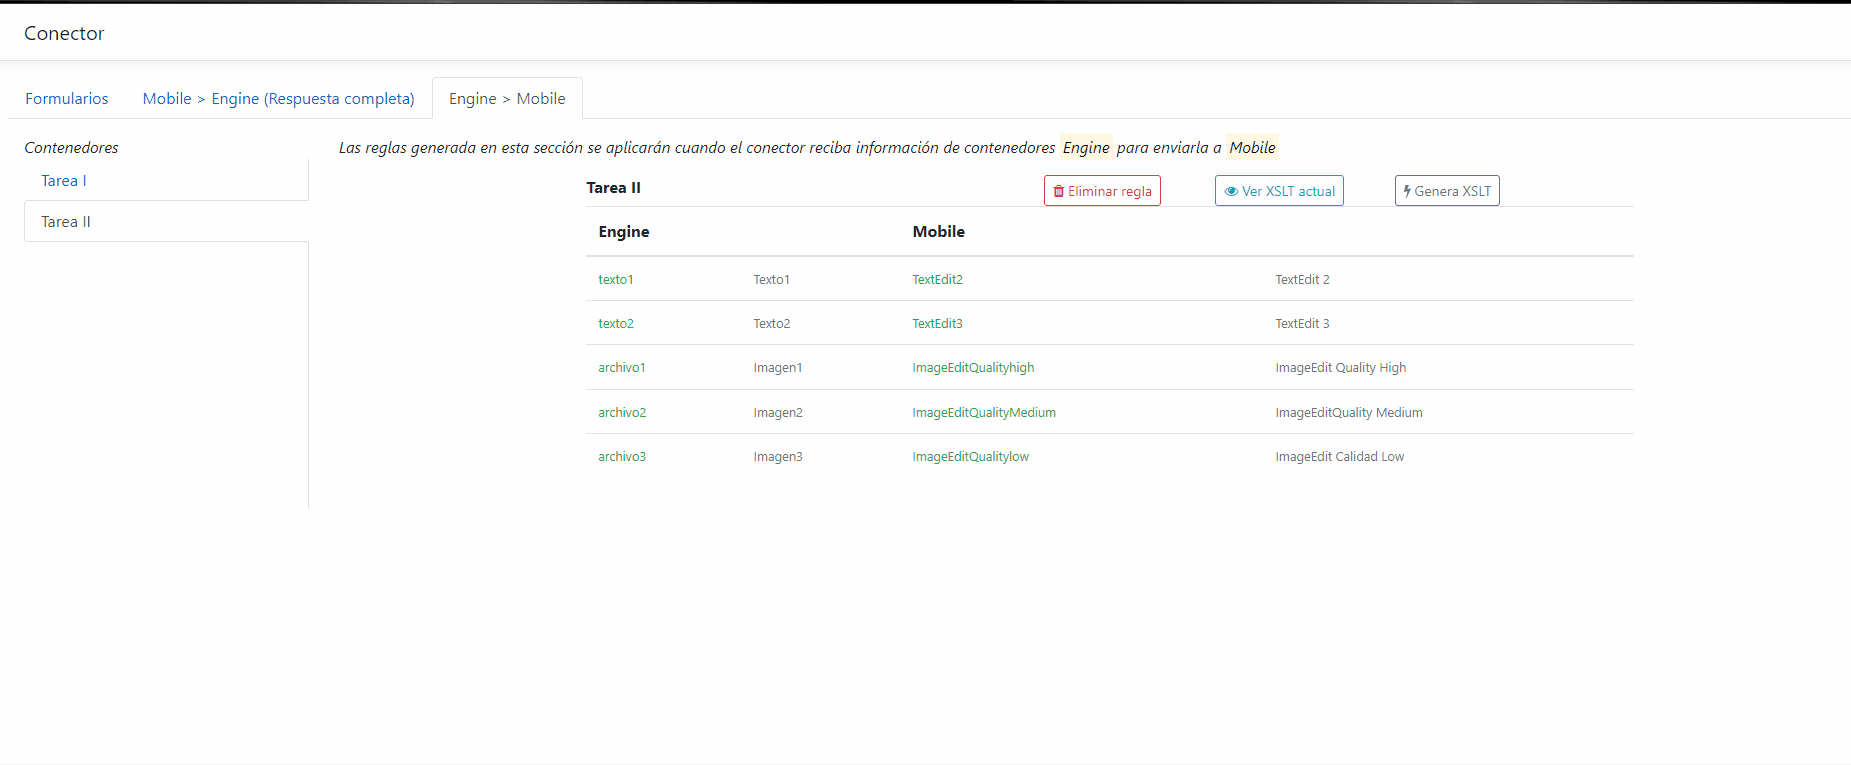 Conector
Formularios Mobile > Engine (Respuesta completa) Engine > Mobile
Contenedores
Tarea I
Tarea II
Las reglas generada en esta sección se aplicarán cuando el conector reciba información de contenedores Engine para enviarla a Mobile
Tarea II Eliminar regla Ver XSLT actual Genera XSLT
Engine Mobile
texto1 Texto1 TextEdit2 TextEdit 2
texto2 Texto2 TextEdit3 TextEdit 3
archivo1 Imagen1 ImageEditQualityhigh ImageEdit Quality High
archivo2 Imagen2 ImageEditQualityMedium ImageEditQuality Medium
archivo3 Imagen3 ImageEditQualitylow ImageEdit Calidad Low